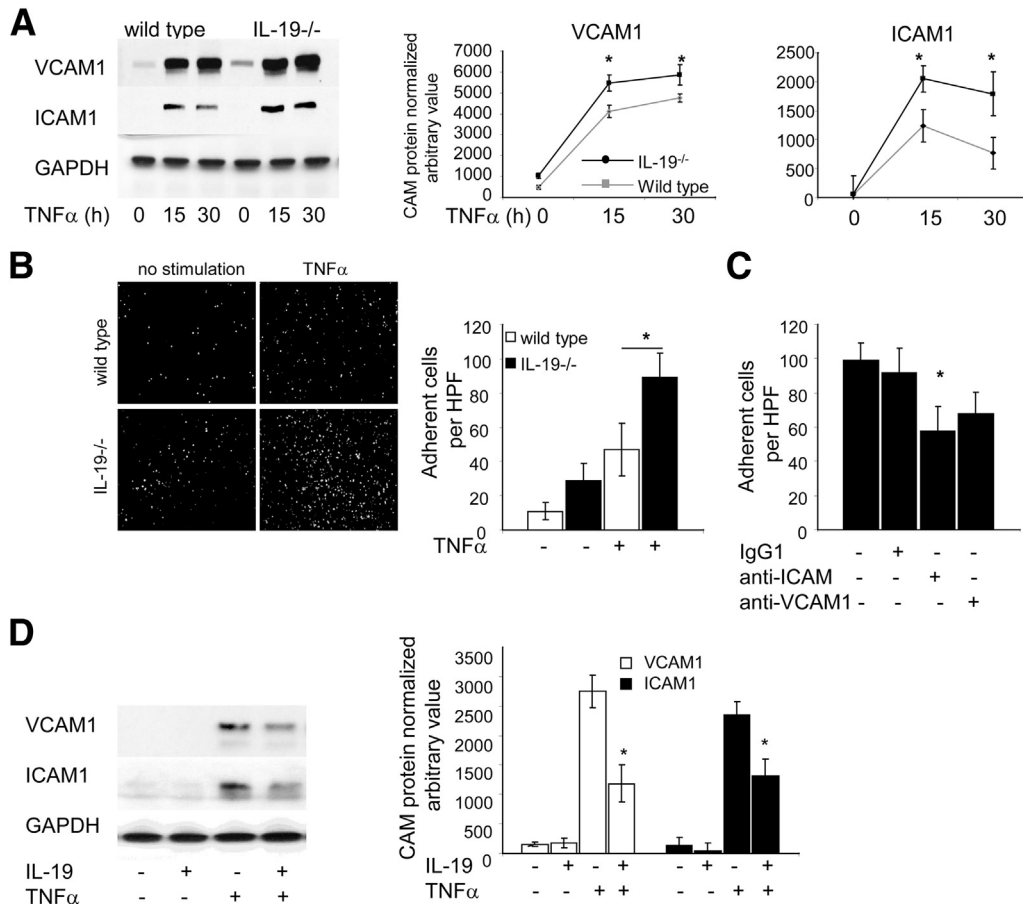 A
wild type IL-19-/-
VCAM1
ICAM1
GAPDH
TNFα (h) 0 15 30 0 15 30
VCAM1
CAM protein normalized
arbitrary value
7000
6000
5000
4000
3000
2000
1000
0
* *
IL-19-/-
Wild type
TNFα (h) 0 15 30
ICAM1
2500
2000
1500
1000
500
0
* *
0 15 30
B
no stimulation TNFα
wild type
IL-19-/-
Adherent cells
per HPF
120
100
80
60
40
20
0
wild type
IL-19-/-
*
TNFα - - + +
C
Adherent cells
per HPF
120
100
80
60
40
20
0
*
IgG1 - + - -
anti-ICAM - - + -
anti-VCAM1 - - - +
D
VCAM1
ICAM1
GAPDH
IL-19 - + - +
TNFα - - + +
CAM protein normalized
arbitrary value
3500
3000
2500
2000
1500
1000
500
0
VCAM1
ICAM1
* *
IL-19 - + - + - + - +
TNFα - - + + - - + +